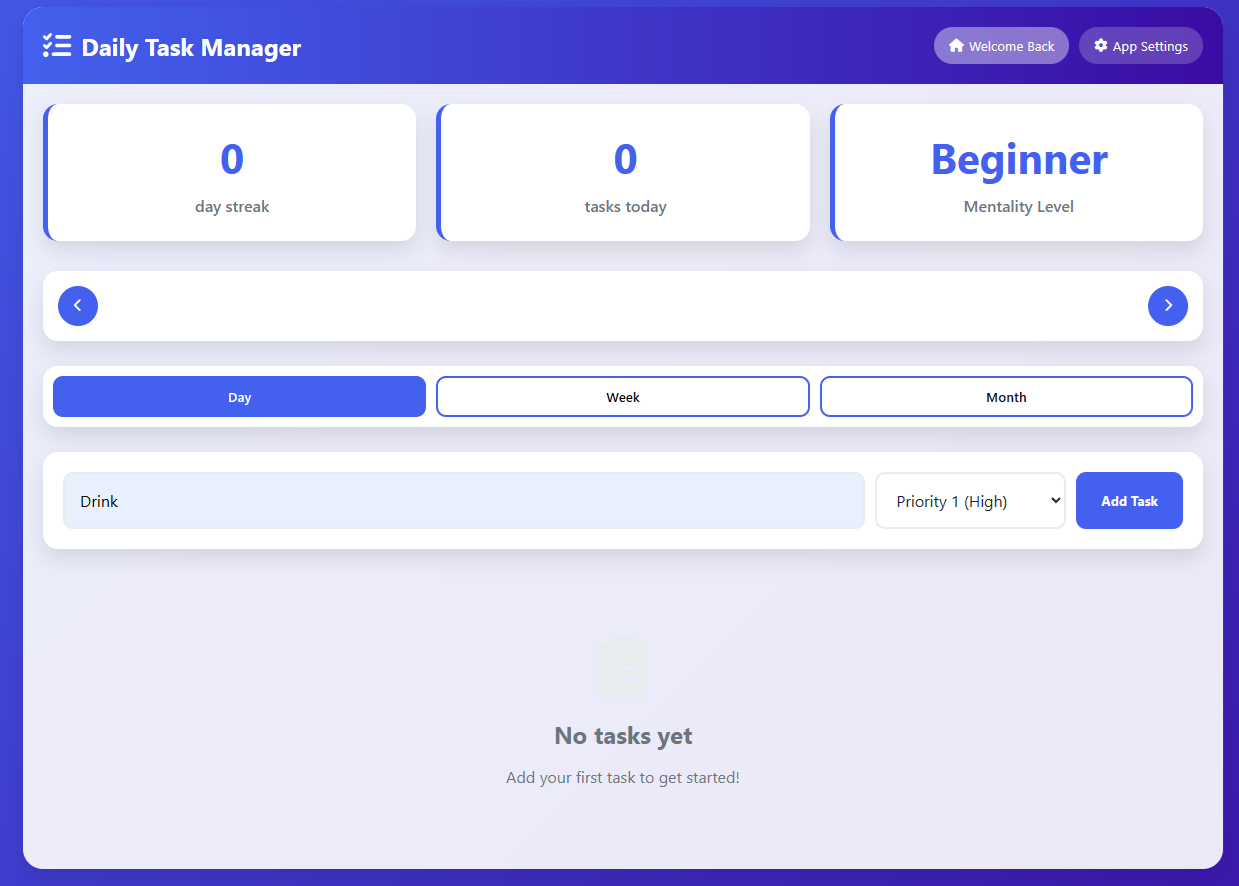 Daily Task Manager
Welcome Back
App Settings
0
day streak
0
tasks today
Beginner
Mentality Level
Day
Week
Month
Drink
Priority 1 (High)
Add Task
No tasks yet
Add your first task to get started!